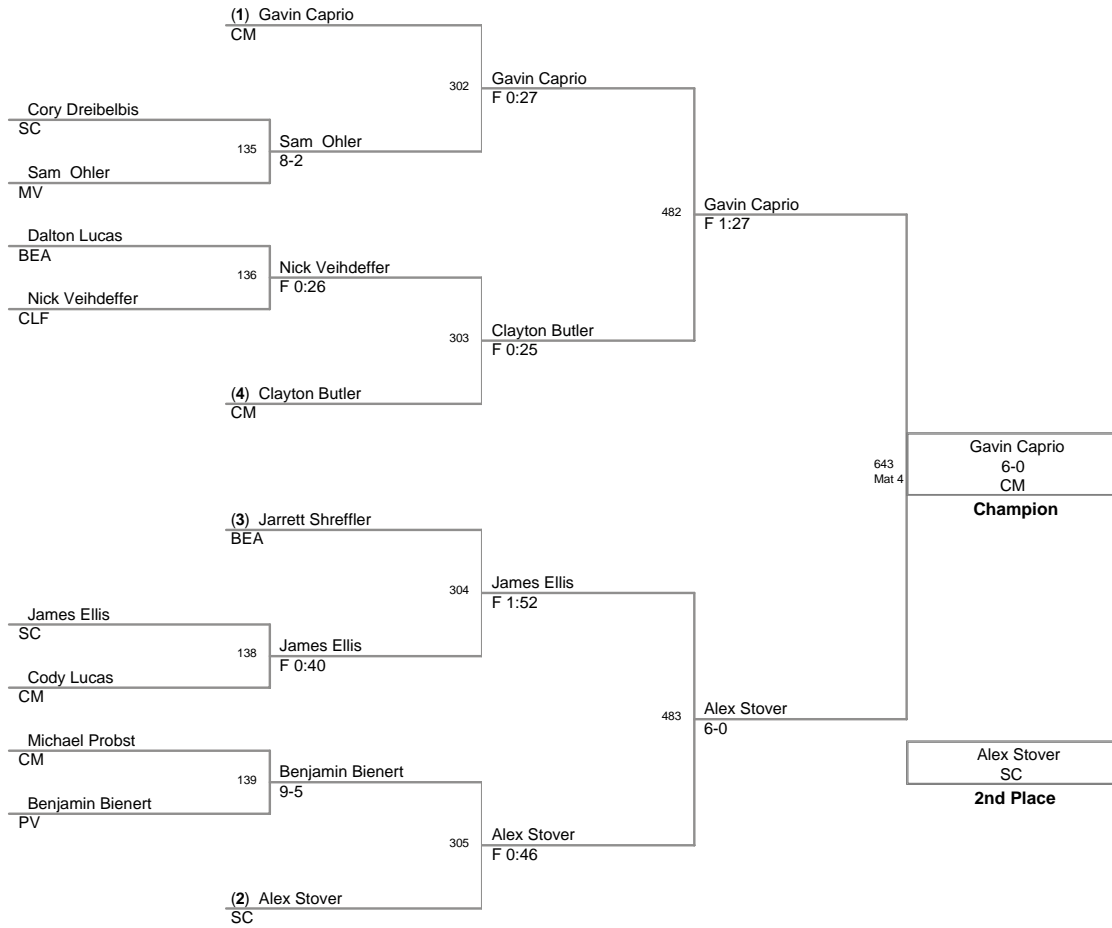 (1) Gavin Caprio
CM
302
Gavin Caprio
F 0:27
Cory Dreibelbis
SC
135
Sam Ohler
8-2
Sam Ohler
MV
482
Gavin Caprio
F 1:27
Dalton Lucas
BEA
136
Nick Veihdeffer
F 0:26
Nick Veihdeffer
CLF
303
Clayton Butler
F 0:25
(4) Clayton Butler
CM
643
Mat 4
Gavin Caprio
6-0
CM
Champion
(3) Jarrett Shreffler
BEA
304
James Ellis
F 1:52
James Ellis
SC
138
James Ellis
F 0:40
Cody Lucas
CM
483
Alex Stover
6-0
Michael Probst
CM
139
Benjamin Bienert
9-5
Benjamin Bienert
PV
305
Alex Stover
F 0:46
(2) Alex Stover
SC
Alex Stover
SC
2nd Place